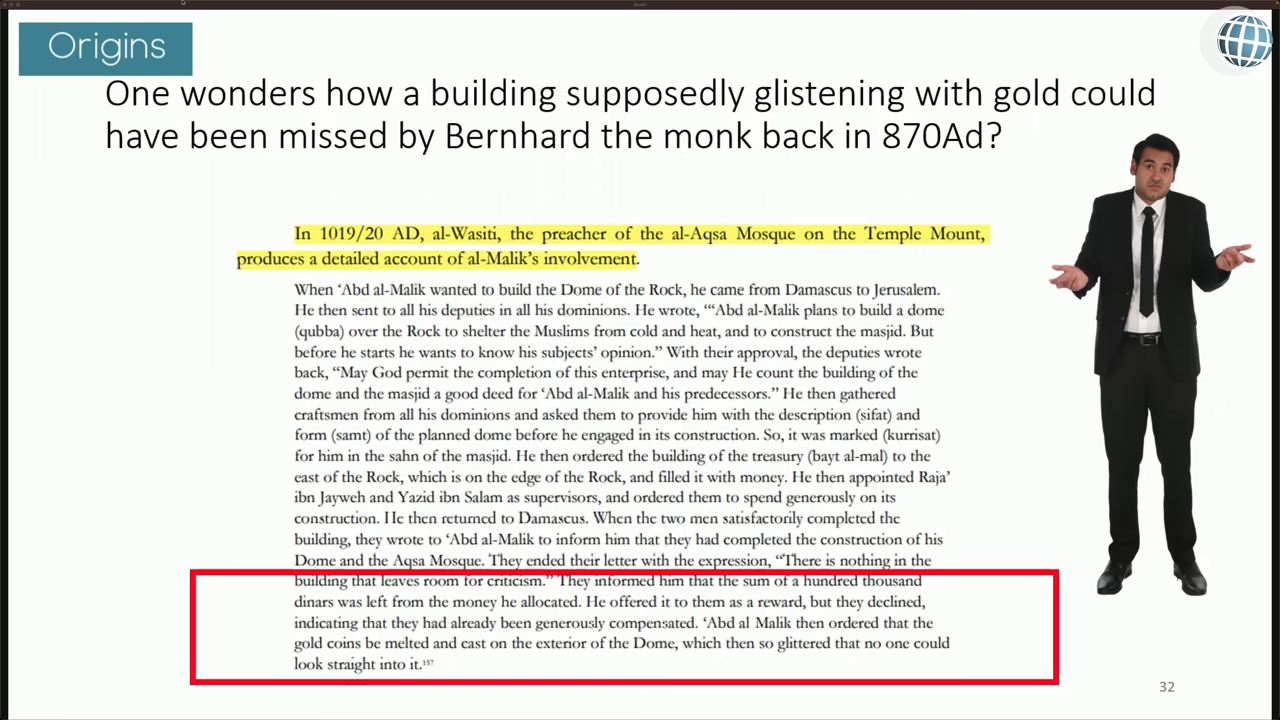 Origins
One wonders how a building supposedly glistening with gold could
have been missed by Bernhard the monk back in 870Ad?
In 1019/20 AD, al-Wasiti, the preacher of the al-Aqsa Mosque on the Temple Mount,
produces a detailed account of al-Malik's involvement.
When ‘Abd al-Malik wanted to build the Dome of the Rock, he came from Damascus to Jerusalem.
He then sent to all his deputies in all his dominions. He wrote, “‘Abd al-Malik plans to build a dome
(qubba) over the Rock to shelter the Muslims from cold and heat, and to construct the masjid. But
before he starts he wants to know his subjects’ opinion.” With their approval, the deputies wrote
back, “May God permit the completion of this enterprise, and may He count the building of the
dome and the masjid a good deed for ‘Abd al-Malik and his predecessors.” He then gathered
craftsmen from all his dominions and asked them to provide him with the description (sifat) and
form (samt) of the planned dome before he engaged in its construction. So, it was marked (kurrisat)
for him in the sahn of the masjid. He then ordered the building of the treasury (bayt al-mal) to the
east of the Rock, which is on the edge of the Rock, and filled it with money. He then appointed Raja’
ibn Jayweh and Yazid ibn Salam as supervisors, and ordered them to spend generously on its
construction. He then returned to Damascus. When the two men satisfactorily completed the
building, they wrote to ‘Abd al-Malik to inform him that they had completed the construction of his
Dome and the Aqsa Mosque. They ended their letter with the expression, “There is nothing in the
building that leaves room for criticism.” They informed him that the sum of a hundred thousand
dinars was left from the money he allocated. He offered it to them as a reward, but they declined,
indicating that they had already been generously compensated. ‘Abd al Malik then ordered that the
gold coins be melted and cast on the exterior of the Dome, which then so glittered that no one could
look straight into it.¹⁵⁷
32